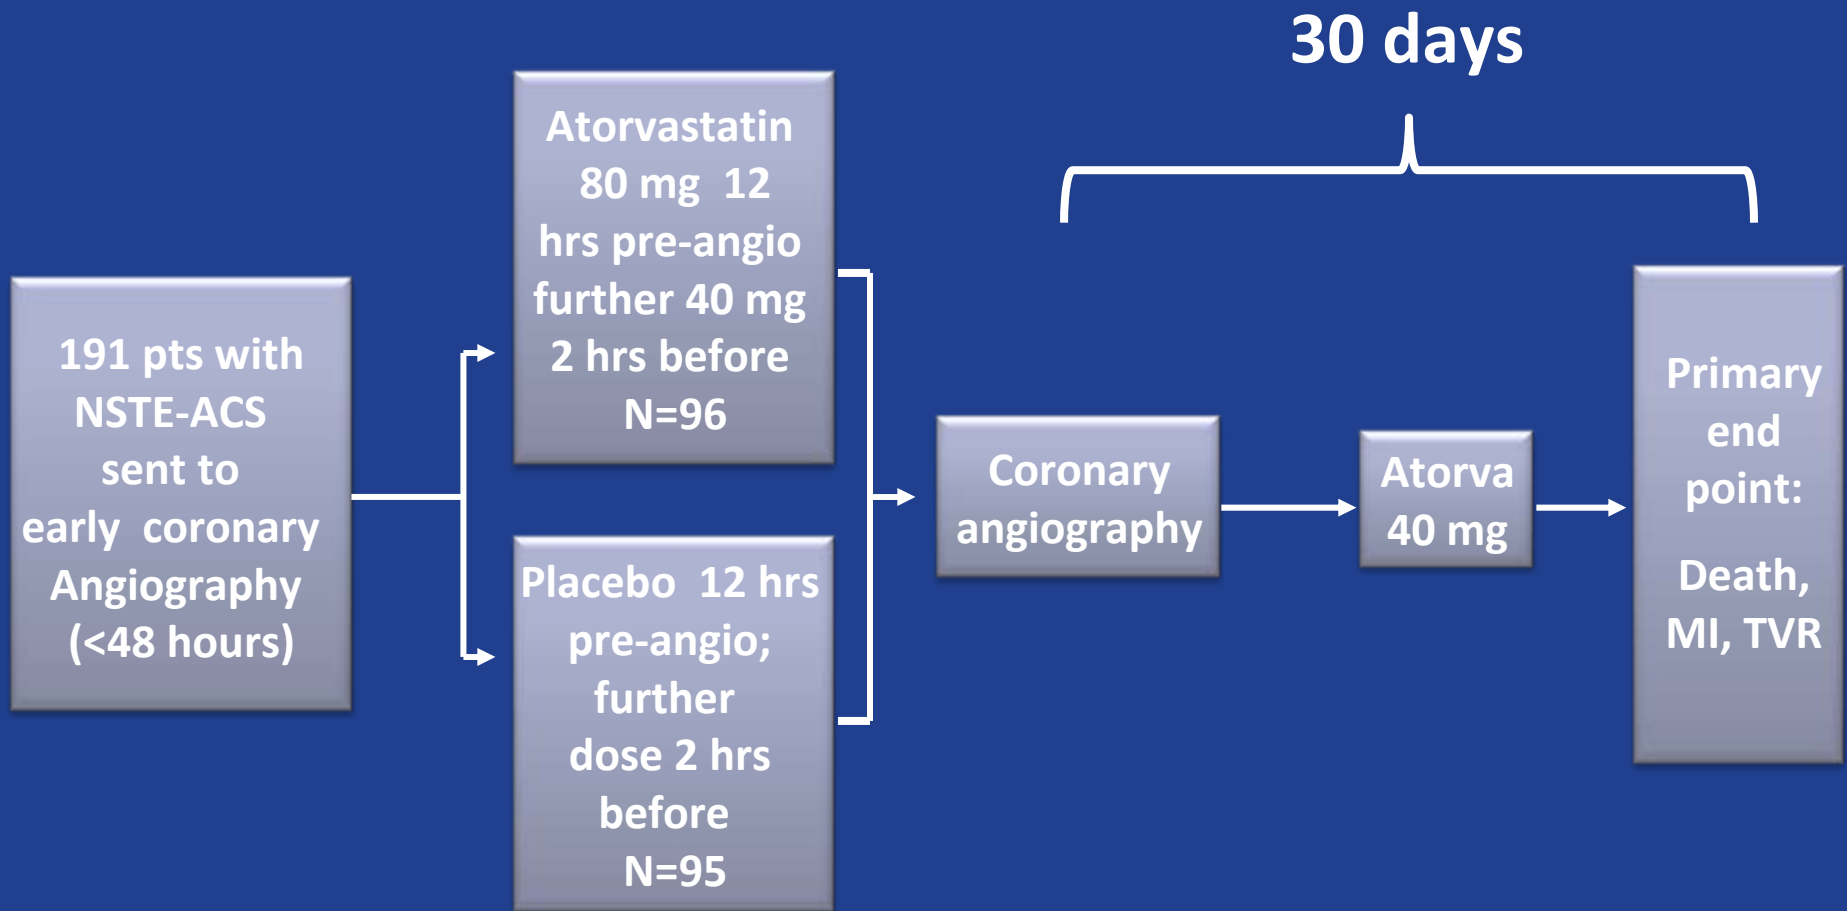 30 days
191 pts with
NSTE-ACS
sent to
early coronary
Angiography
(<48 hours)
Atorvastatin
80 mg 12
hrs pre-angio
further 40 mg
2 hrs before
N=96
Placebo 12 hrs
pre-angio;
further
dose 2 hrs
before
N=95
Coronary
angiography
Atorva
40 mg
Primary
end
point:
Death,
MI, TVR